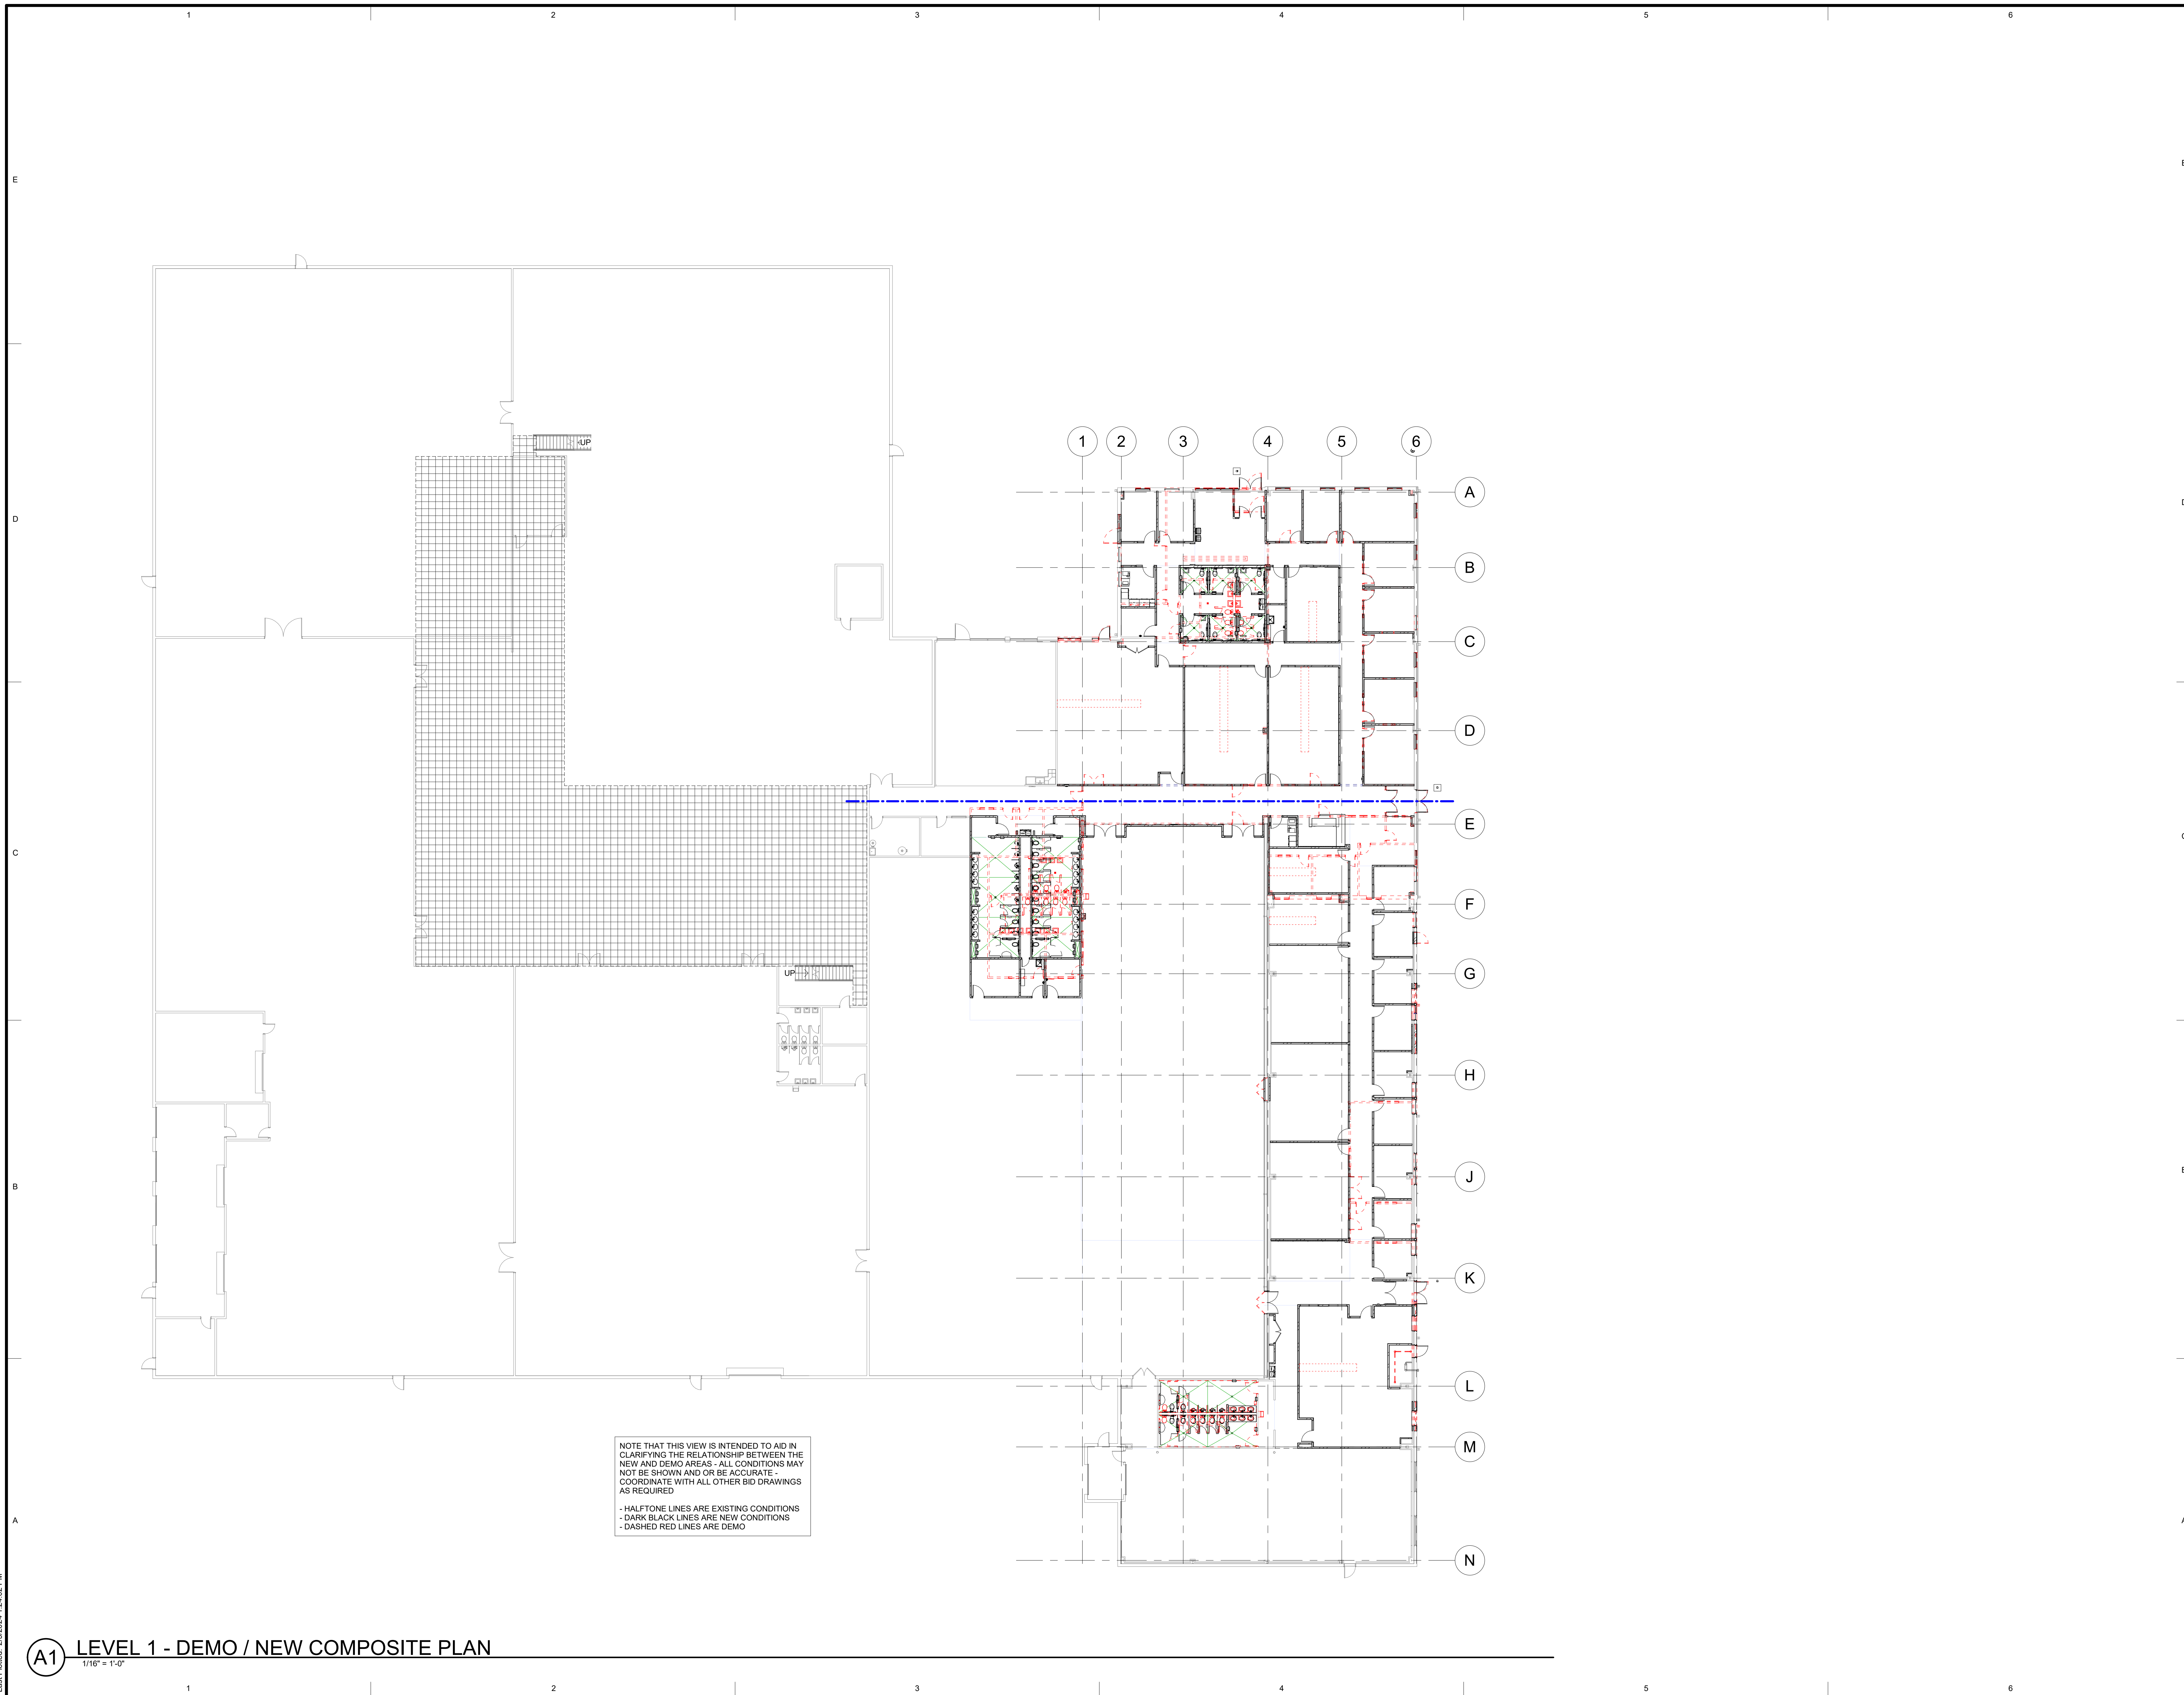 1 2 3 4 5 6
E
D
UP
1 2 3 4 5 6
A
B
C
D
E
C
F
G
UP
H
B
J
K
L
M
NOTE THAT THIS VIEW IS INTENDED TO AID IN
CLARIFYING THE RELATIONSHIP BETWEEN THE
NEW AND DEMO AREAS - ALL CONDITIONS MAY
NOT BE SHOWN AND OR BE ACCURATE -
COORDINATE WITH ALL OTHER BID DRAWINGS
AS REQUIRED
- HALFTONE LINES ARE EXISTING CONDITIONS
- DARK BLACK LINES ARE NEW CONDITIONS
- DASHED RED LINES ARE DEMO
A
N
A1
LEVEL 1 - DEMO / NEW COMPOSITE PLAN
1/16" = 1'-0"
1 2 3 4 5 6